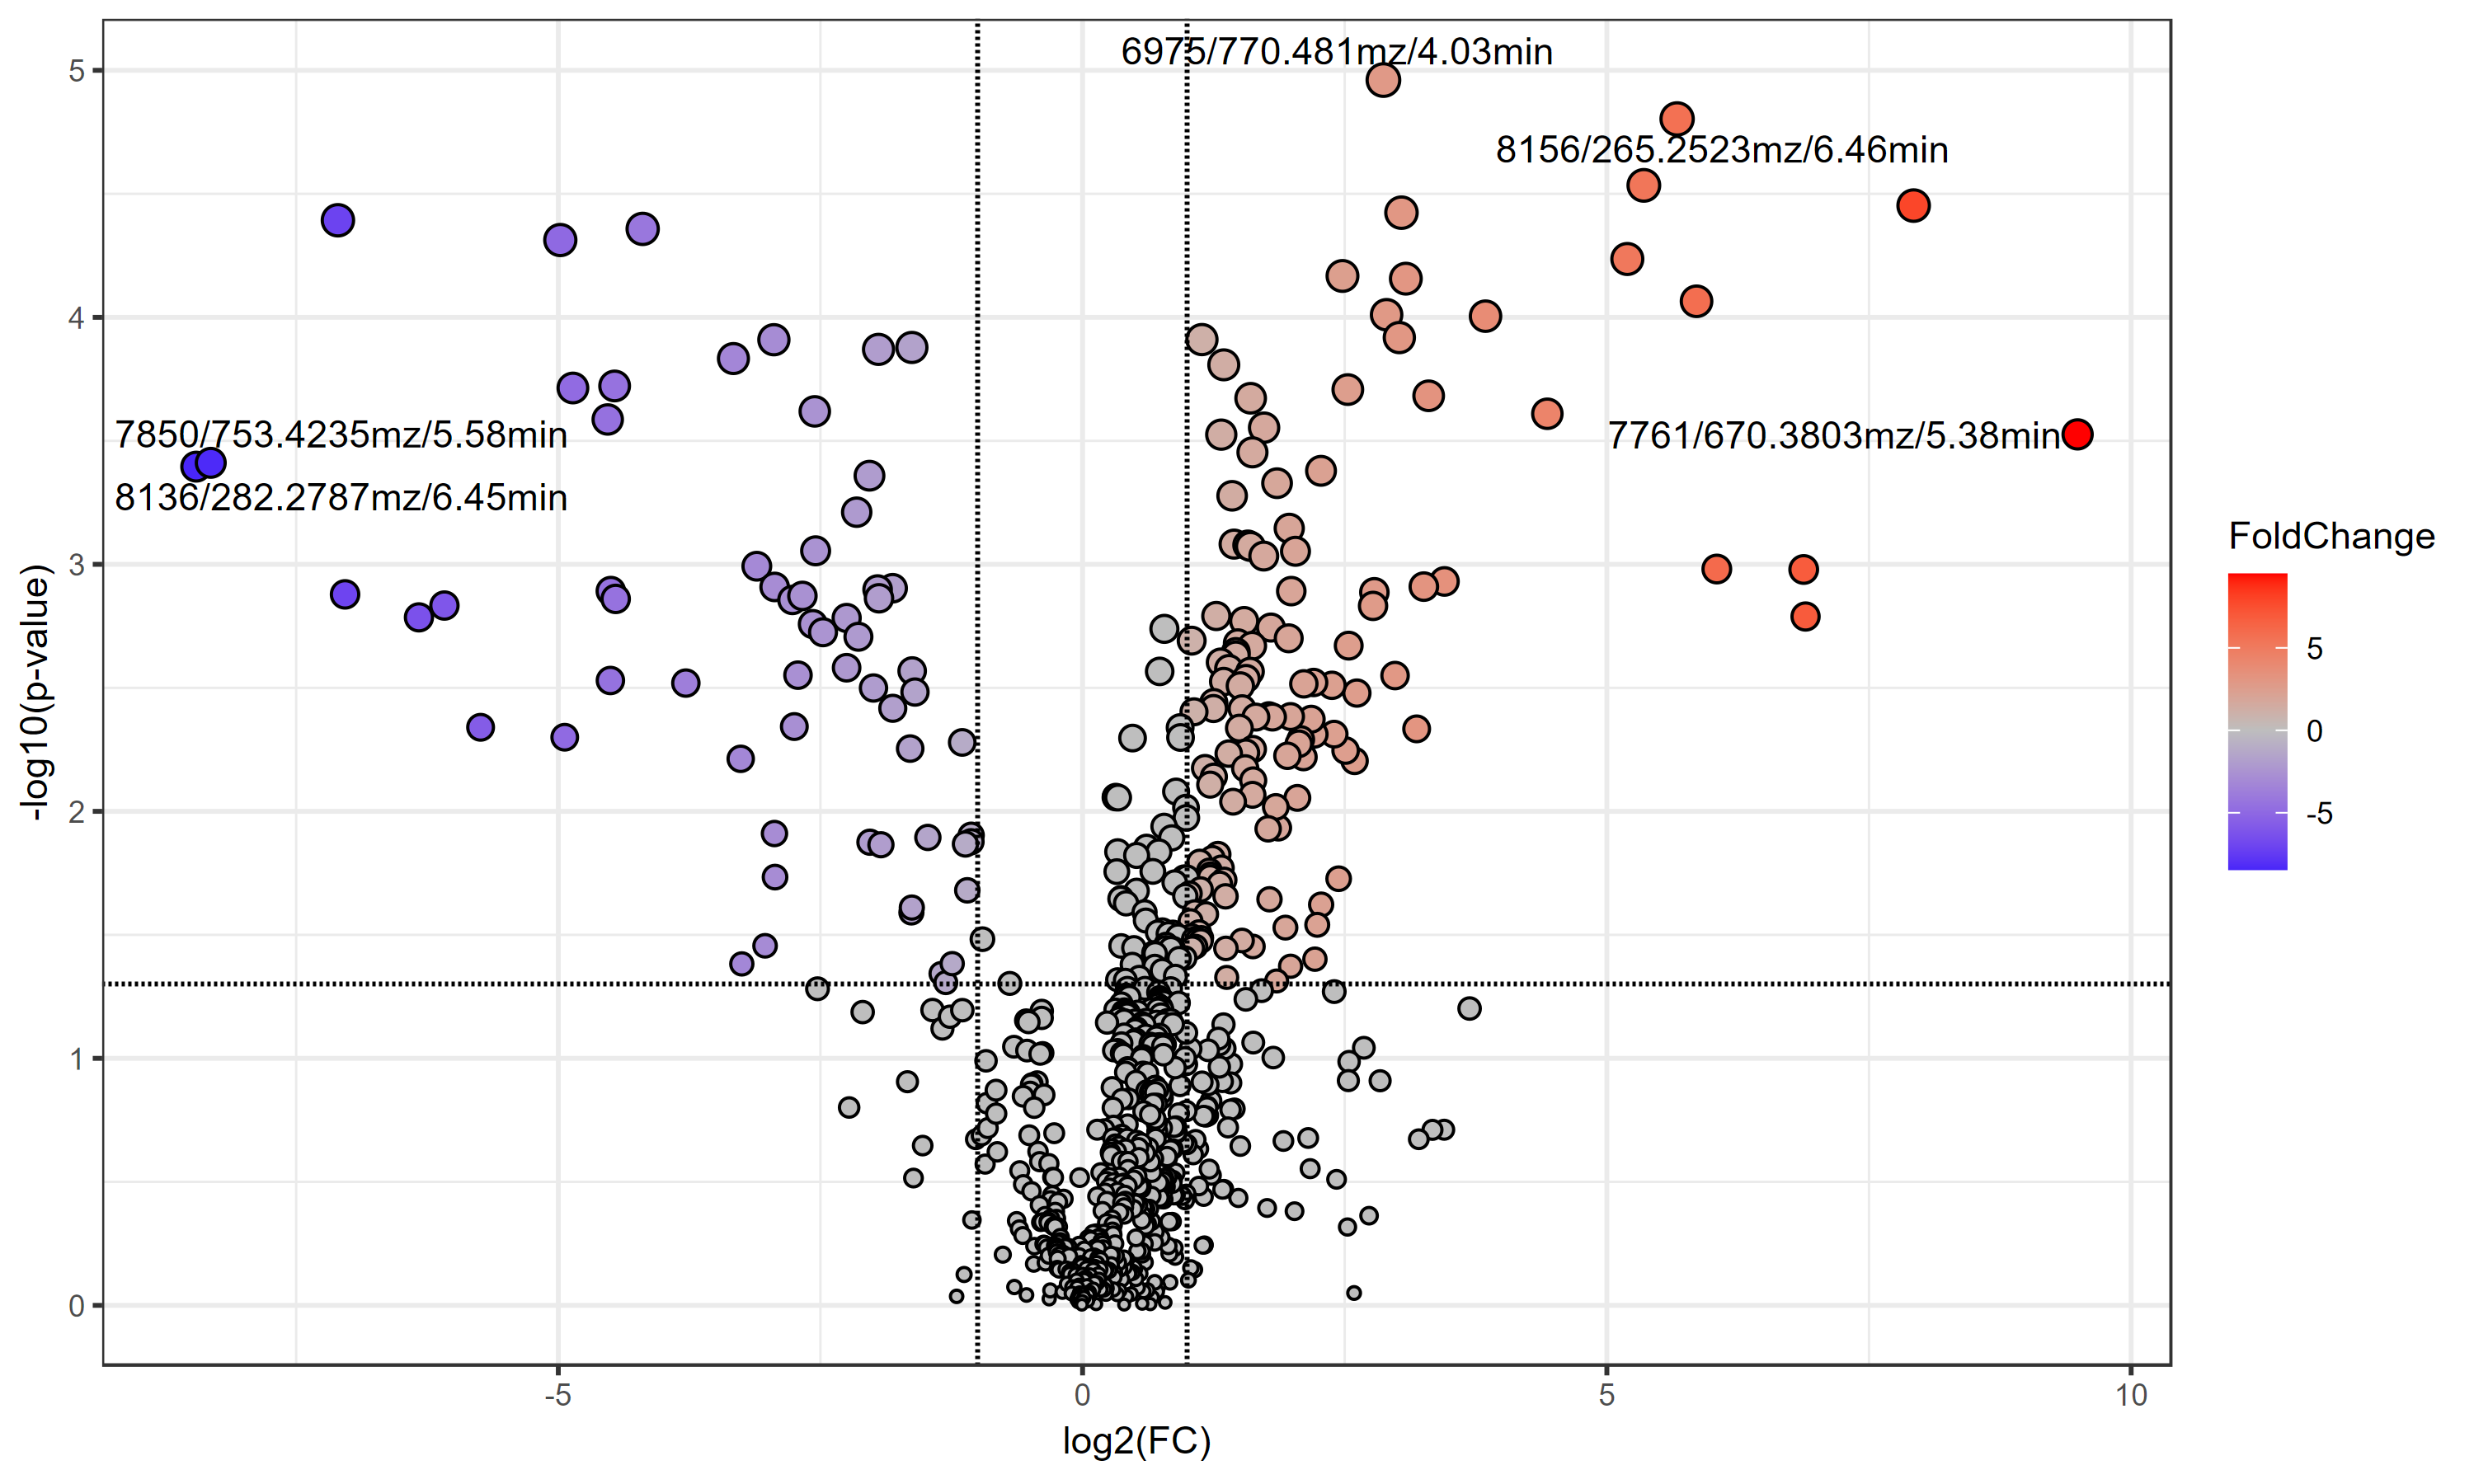 6975/770.481mz/4.03min
8156/265.2523mz/6.46min
7850/753.4235mz/5.58min
7761/670.3803mz/5.38min
8136/282.2787mz/6.45min
-log10(p-value)
5
4
3
2
1
0
-5
0
5
10
log2(FC)
FoldChange
5
0
-5